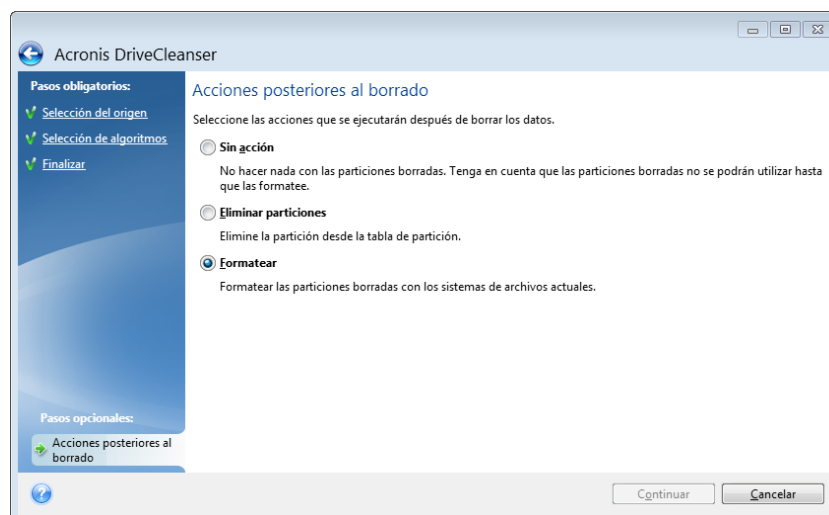 Acronis DriveCleanser
Pasos obligatorios:
Selección del origen
Selección de algoritmos
Finalizar
Acciones posteriores al borrado
Seleccione las acciones que se ejecutarán después de borrar los datos.
Sin acción
No hacer nada con las particiones borradas. Tenga en cuenta que las particiones borradas no se podrán utilizar hasta
que las formatee.
Eliminar particiones
Elimine la partición desde la tabla de partición.
Formatear
Formatear las particiones borradas con los sistemas de archivos actuales.
Pasos opcionales:
Acciones posteriores al
borrado
Continuar
Cancelar